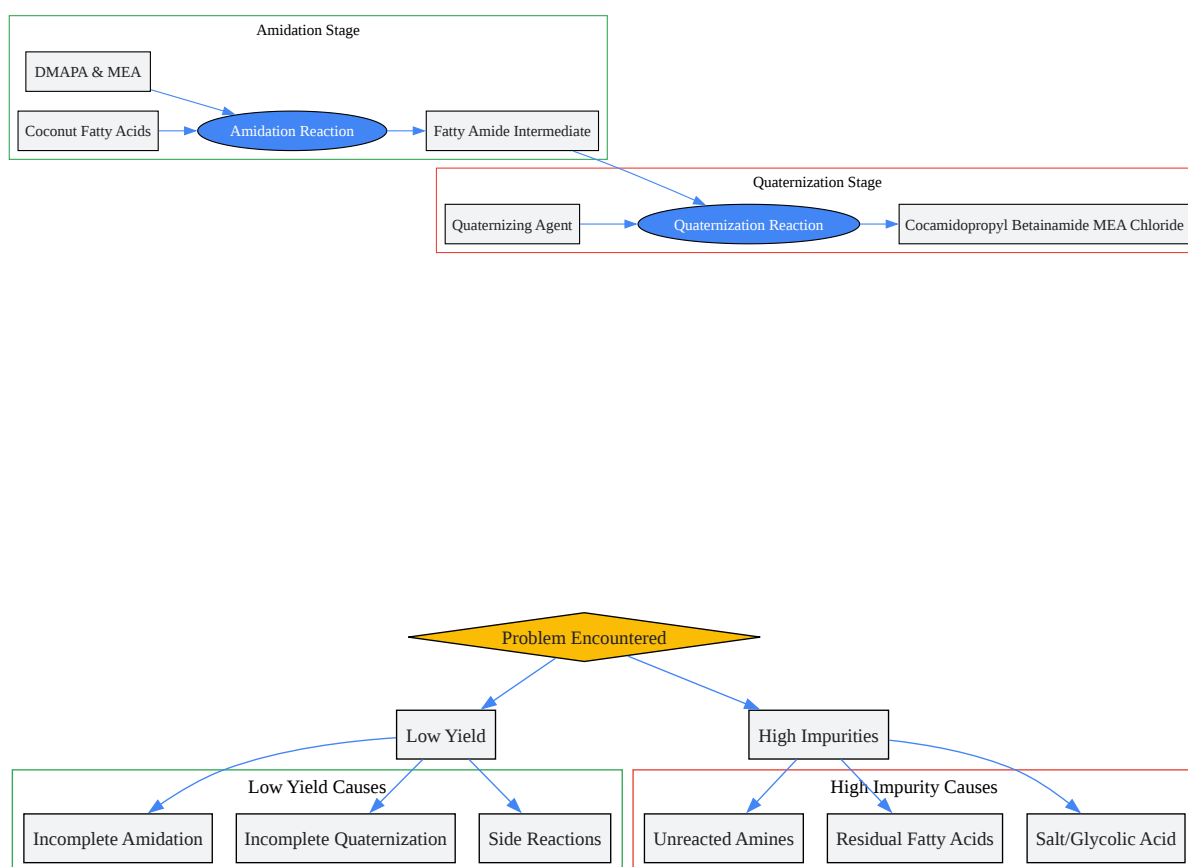 Amidation Stage
DMAPA & MEA
Coconut Fatty Acids
Amidation Reaction
Fatty Amide Intermediate
Quaternization Stage
Quaternizing Agent
Quaternization Reaction
Cocamidopropyl Betainamide MEA Chloride
Problem Encountered
Low Yield
High Impurities
Low Yield Causes
High Impurity Causes
Incomplete Amidation
Incomplete Quaternization
Side Reactions
Unreacted Amines
Residual Fatty Acids
Salt/Glycolic Acid